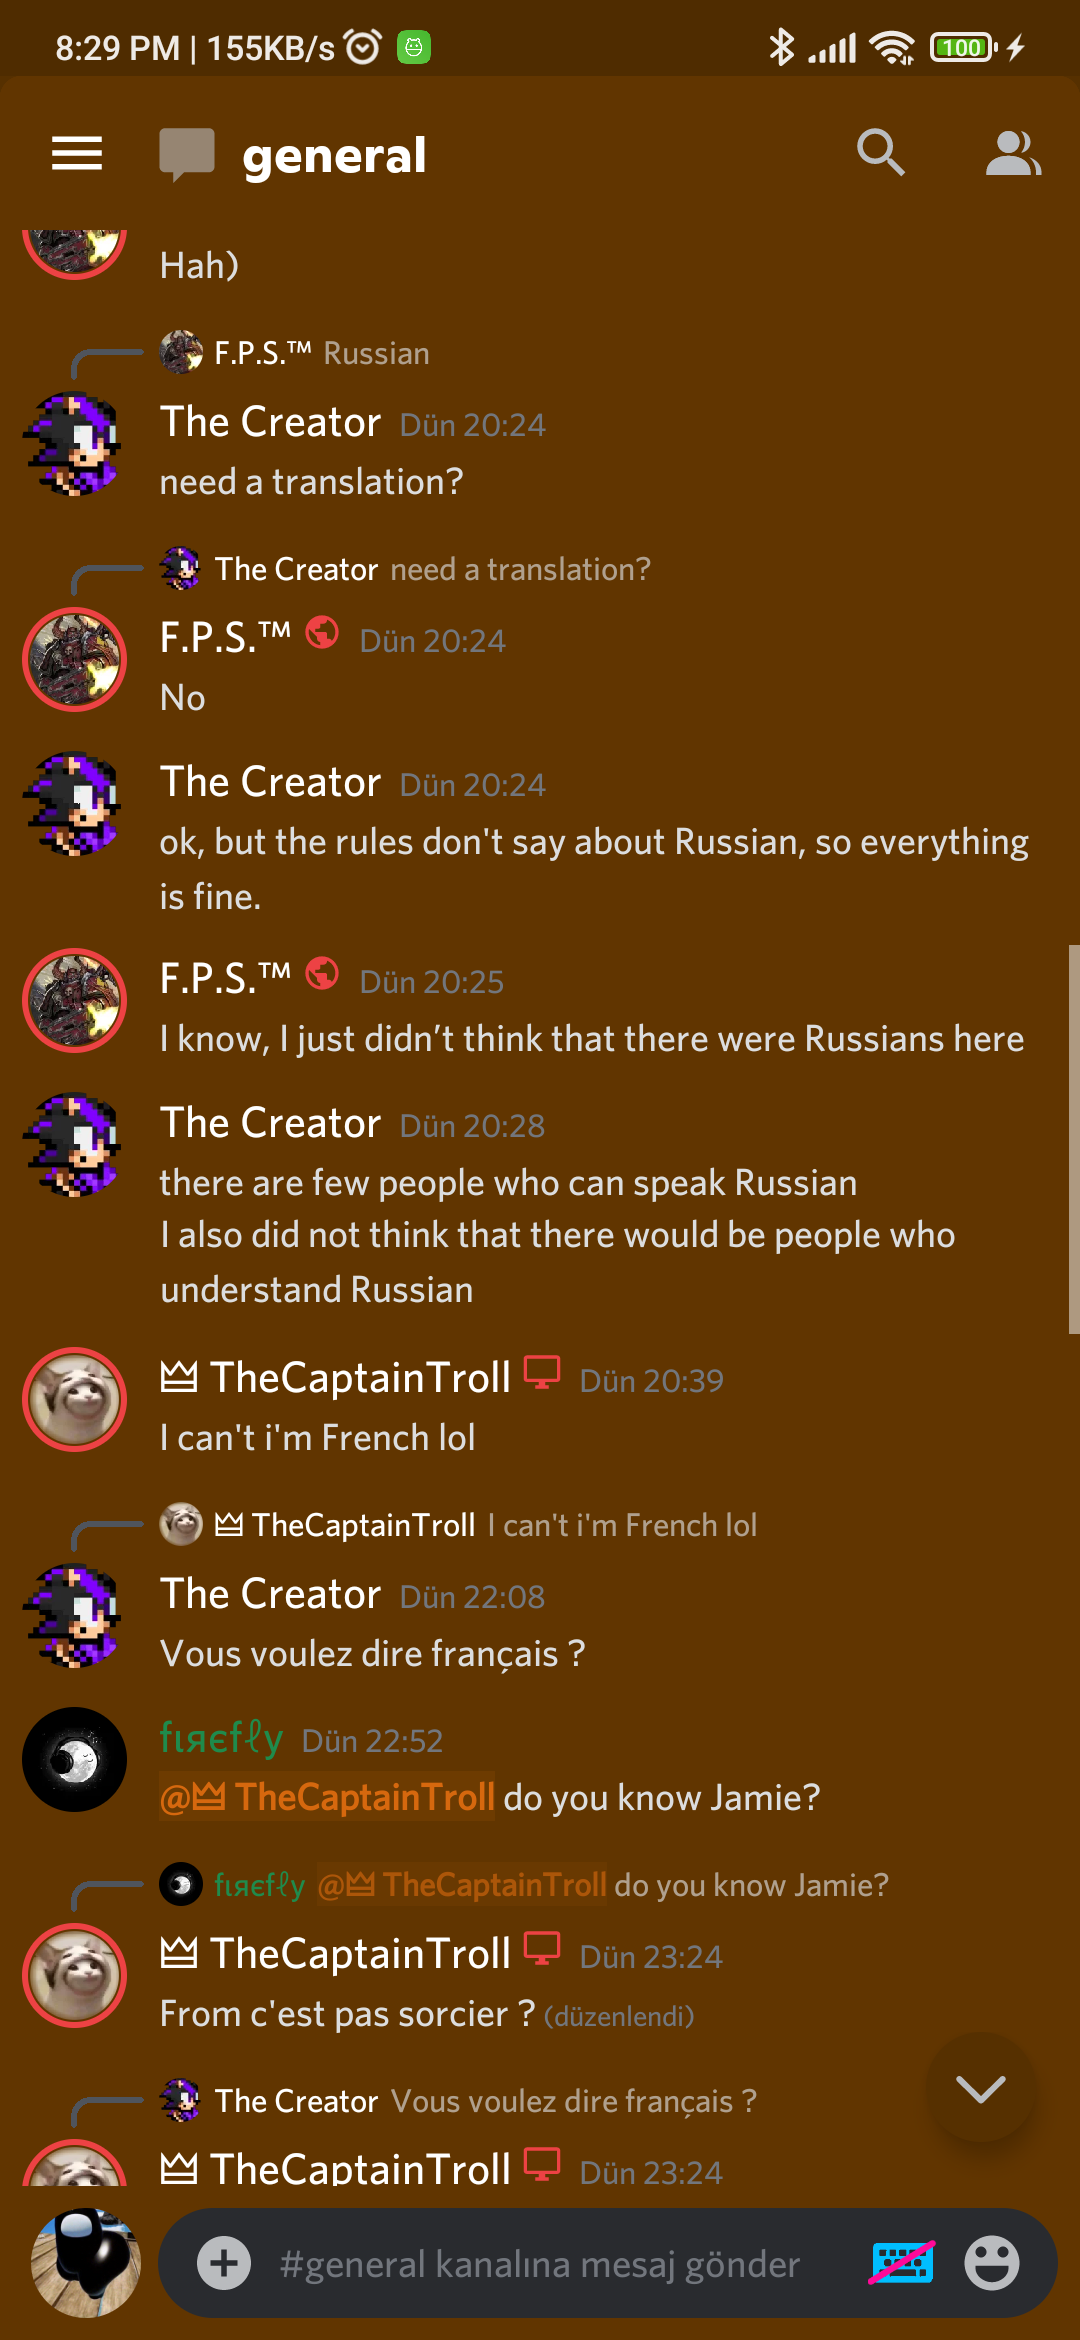 8:29 PM | 155KB/s
100
general
Hah)
F.P.S.™ Russian
The Creator Dün 20:24
need a translation?
The Creator need a translation?
F.P.S.™ Dün 20:24
No
The Creator Dün 20:24
ok, but the rules don't say about Russian, so everything
is fine.
F.P.S.™ Dün 20:25
I know, I just didn’t think that there were Russians here
The Creator Dün 20:28
there are few people who can speak Russian
I also did not think that there would be people who
understand Russian
TheCaptainTroll Dün 20:39
I can't i'm French lol
TheCaptainTroll I can't i'm French lol
The Creator Dün 22:08
Vous voulez dire français ?
fιяєfℓy Dün 22:52
@TheCaptainTroll do you know Jamie?
fιяєfℓy @TheCaptainTroll do you know Jamie?
TheCaptainTroll Dün 23:24
From c'est pas sorcier ? (düzenlendi)
The Creator Vous voulez dire français ?
TheCaptainTroll Dün 23:24
#general kanalına mesaj gönder